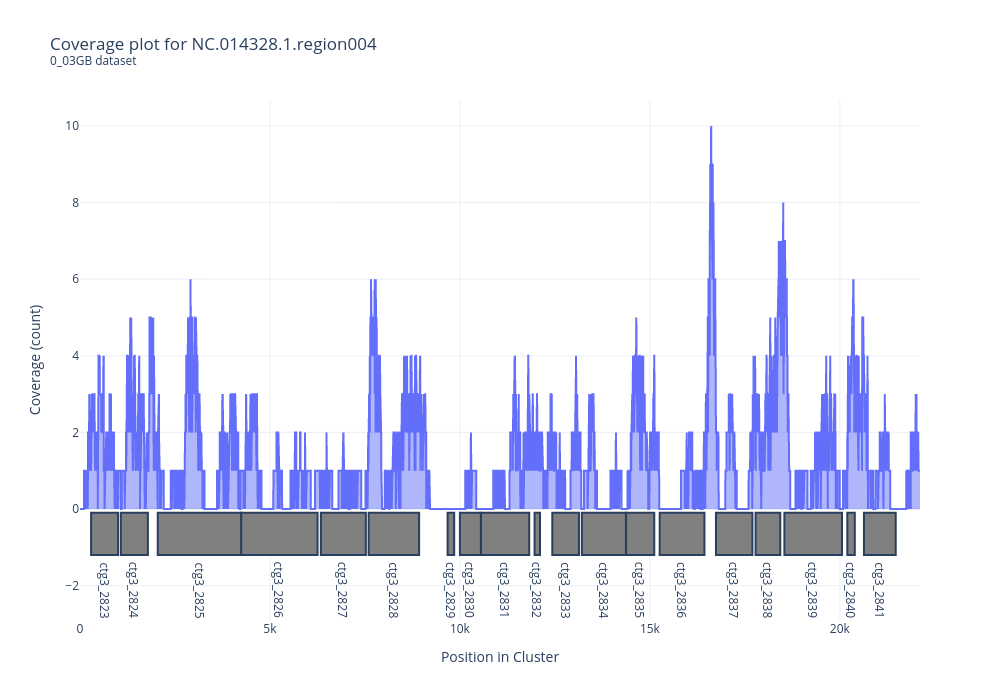 Coverage plot for NC.014328.1.region004
0_03GB dataset
10
8
6
4
2
0
−2
Coverage (count)
ctg3_2823
ctg3_2824
ctg3_2825
ctg3_2826
ctg3_2827
ctg3_2828
ctg3_2829
ctg3_2830
ctg3_2831
ctg3_2832
ctg3_2833
ctg3_2834
ctg3_2835
ctg3_2836
ctg3_2837
ctg3_2838
ctg3_2839
ctg3_2840
ctg3_2841
0 5k 10k 15k 20k
Position in Cluster